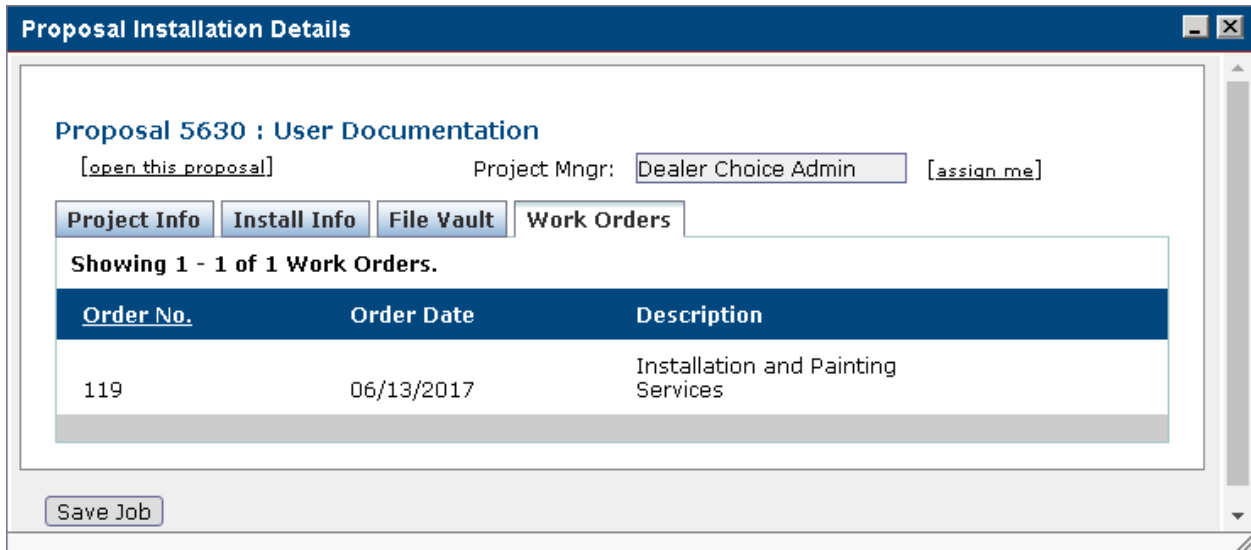 Proposal Installation Details
Proposal 5630 : User Documentation
[open this proposal] Project Mngr: Dealer Choice Admin [assign me]
Project Info Install Info File Vault Work Orders
Showing 1 - 1 of 1 Work Orders.
Order No. Order Date Description
119 06/13/2017 Installation and Painting
Services
Save Job